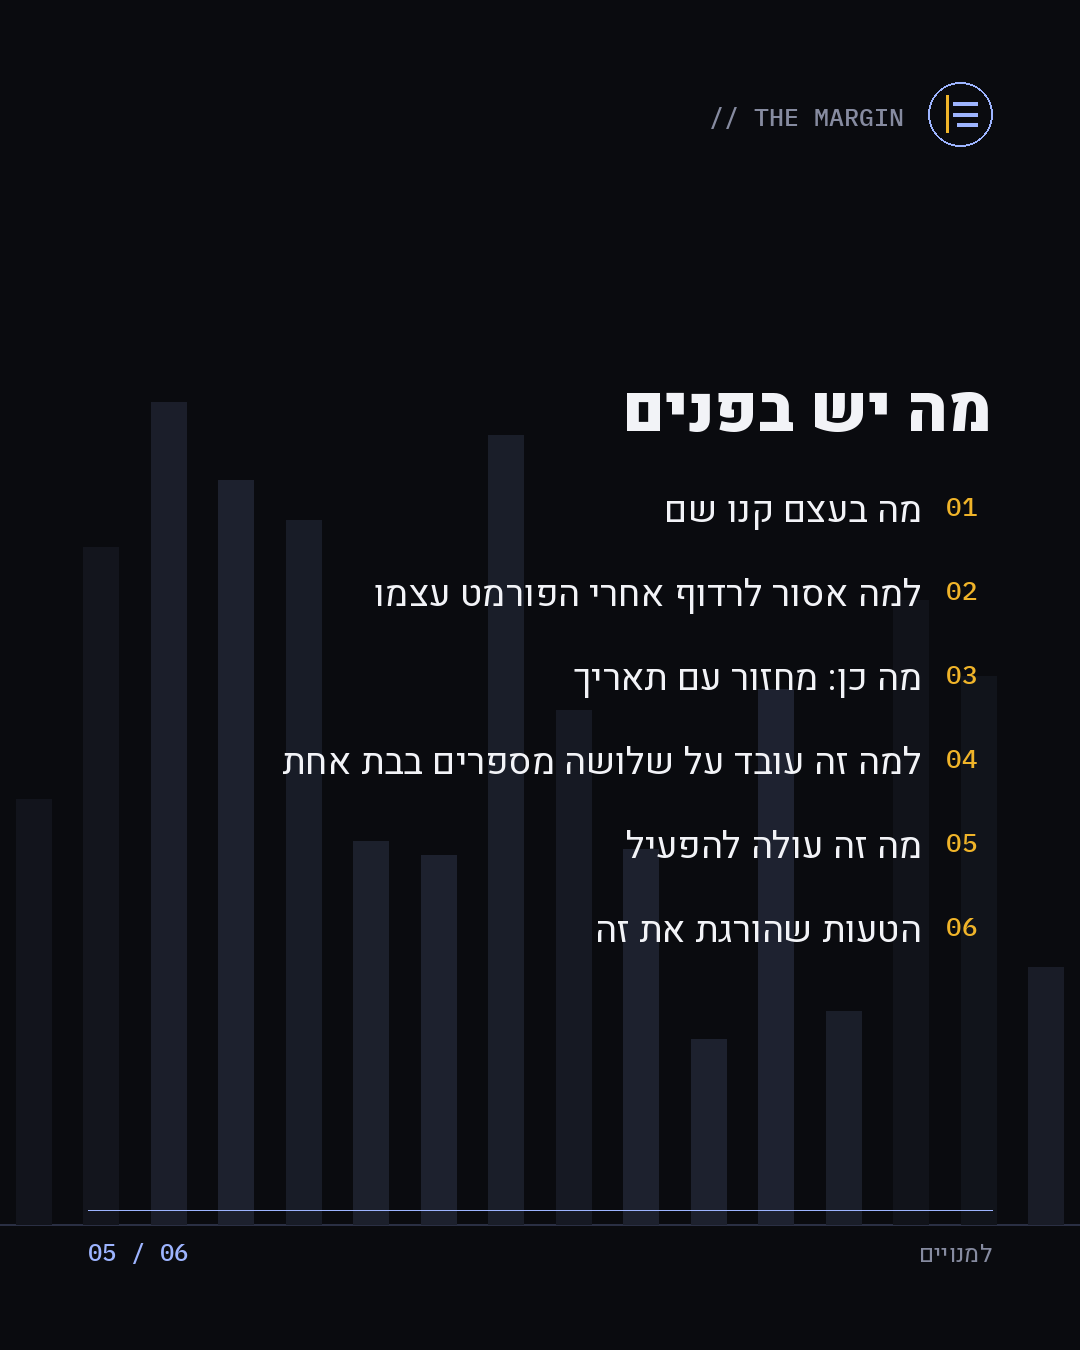 // THE MARGIN
מה יש בפנים
01 מה בעצם קנו שם
02 למה אסור לרדוף אחרי הפורמט עצמו
03 מה כן: מחזור עם תאריך
04 למה זה עובד על שלושה מספרים בבת אחת
05 מה זה עולה להפעיל
06 הטעות שהורגת את זה
למנויים
05 / 06